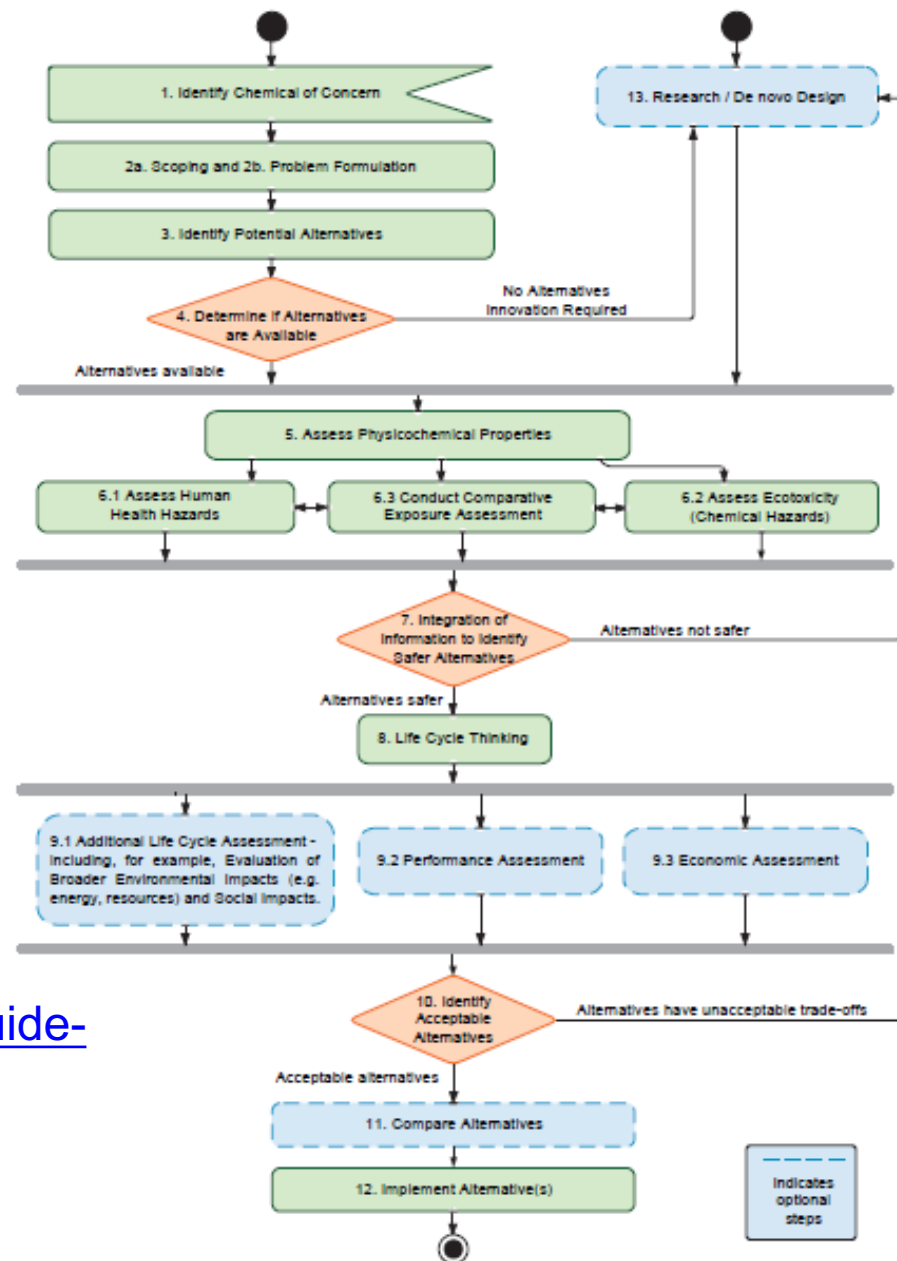 1. Identify Chemical of Concern
13. Research / De novo Design
2a. Scoping and 2b. Problem Formulation
3. Identify Potential Alternatives
No Alternatives
Innovation Required
4. Determine if Alternatives
are Available
Alternatives available
5. Assess Physicochemical Properties
6.1 Assess Human
Health Hazards
6.3 Conduct Comparative
Exposure Assessment
6.2 Assess Ecotoxicity
(Chemical Hazards)
7. Integration of
Information to Identify
Safer Alternatives
Alternatives not safer
Alternatives safer
8. Life Cycle Thinking
9.1 Additional Life Cycle Assessment -
Including, for example, Evaluation of
Broader Environmental Impacts (e.g.
energy, resources) and Social Impacts.
9.2 Performance Assessment
9.3 Economic Assessment
10. Identify
Acceptable
Alternatives
Alternatives have unacceptable trade-offs
uide-
Acceptable alternatives
11. Compare Alternatives
12. Implement Alternative(s)
Indicates
optional
steps